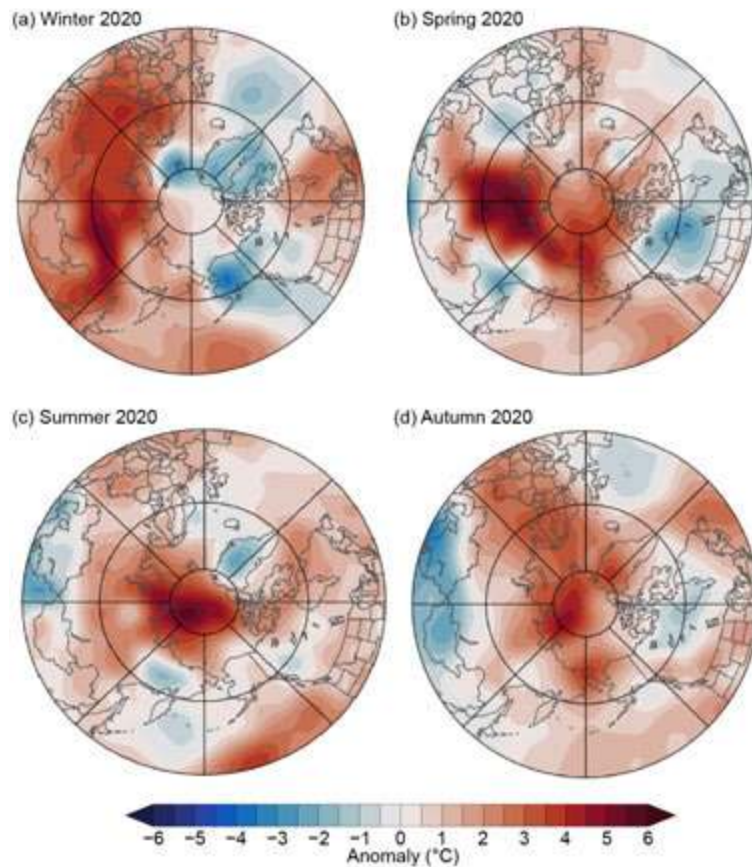 (a) Winter 2020
(b) Spring 2020
(c) Summer 2020
(d) Autumn 2020
−6 −5 −4 −3 −2 −1 0 1 2 3 4 5 6
Anomaly (°C)